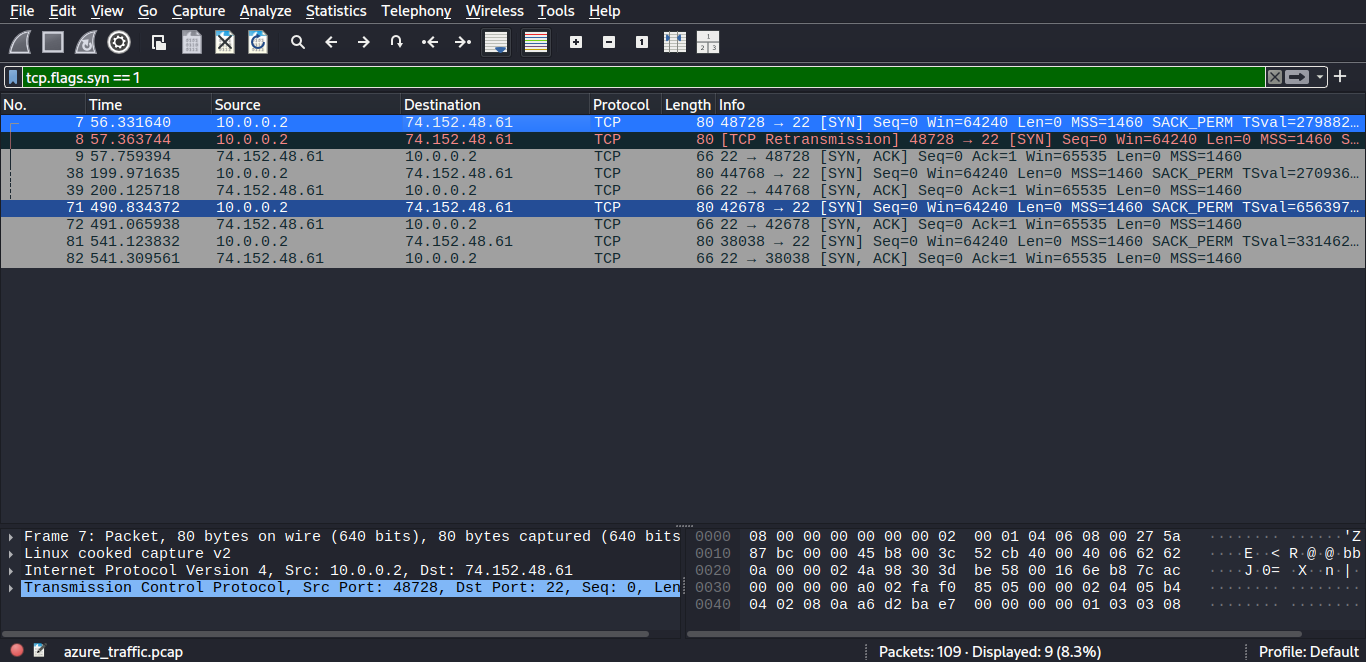 File Edit View Go Capture Analyze Statistics Telephony Wireless Tools Help
1
1 2 3
tcp.flags.syn == 1
No. Time Source Destination Protocol Length Info
7 56.331640 10.0.0.2 74.152.48.61 TCP 80 48728 → 22 [SYN] Seq=0 Win=64240 Len=0 MSS=1460 SACK_PERM TSval=279882…
8 57.363744 10.0.0.2 74.152.48.61 TCP 80 [TCP Retransmission] 48728 → 22 [SYN] Seq=0 Win=64240 Len=0 MSS=1460 S…
9 57.759394 74.152.48.61 10.0.0.2 TCP 66 22 → 48728 [SYN, ACK] Seq=0 Ack=1 Win=65535 Len=0 MSS=1460
38 199.971635 10.0.0.2 74.152.48.61 TCP 80 44768 → 22 [SYN] Seq=0 Win=64240 Len=0 MSS=1460 SACK_PERM TSval=270936…
39 200.125718 74.152.48.61 10.0.0.2 TCP 66 22 → 44768 [SYN, ACK] Seq=0 Ack=1 Win=65535 Len=0 MSS=1460
71 490.834372 10.0.0.2 74.152.48.61 TCP 80 42678 → 22 [SYN] Seq=0 Win=64240 Len=0 MSS=1460 SACK_PERM TSval=656397…
72 491.065938 74.152.48.61 10.0.0.2 TCP 66 22 → 42678 [SYN, ACK] Seq=0 Ack=1 Win=65535 Len=0 MSS=1460
81 541.123832 10.0.0.2 74.152.48.61 TCP 80 38038 → 22 [SYN] Seq=0 Win=64240 Len=0 MSS=1460 SACK_PERM TSval=331462…
82 541.309561 74.152.48.61 10.0.0.2 TCP 66 22 → 38038 [SYN, ACK] Seq=0 Ack=1 Win=65535 Len=0 MSS=1460
Frame 7: Packet, 80 bytes on wire (640 bits), 80 bytes captured (640 bits
Linux cooked capture v2
Internet Protocol Version 4, Src: 10.0.0.2, Dst: 74.152.48.61
Transmission Control Protocol, Src Port: 48728, Dst Port: 22, Seq: 0, Len
0000 08 00 00 00 00 00 00 02 00 01 04 06 08 00 27 5a ········ ······'Z
0010 87 bc 00 00 45 b8 00 3c 52 cb 40 00 40 06 62 62 ····E··< R·@·@·bb
0020 0a 00 00 02 4a 98 30 3d be 58 00 16 6e b8 7c ac ····J·0= ·X··n·|·
0030 00 00 00 00 a0 02 fa f0 85 05 00 00 02 04 05 b4 ········ ········
0040 04 02 08 0a a6 d2 ba e7 00 00 00 00 01 03 03 08 ········ ········
azure_traffic.pcap Packets: 109 · Displayed: 9 (8.3%) Profile: Default